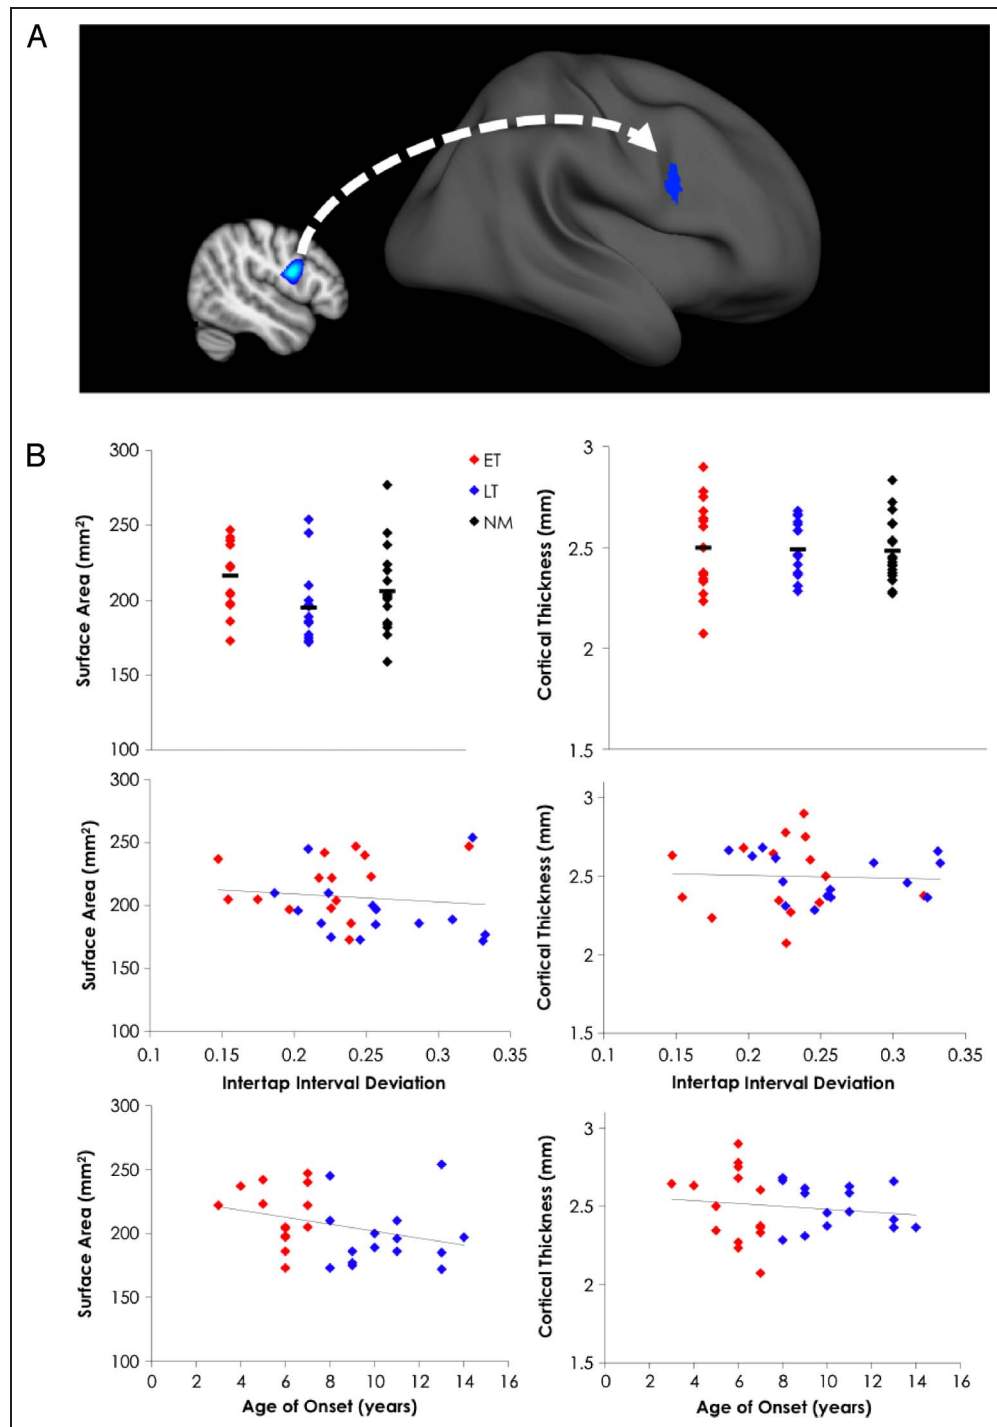 A
B
300
250
200
150
100
Surface Area (mm²)
ET
LT
NM
3
2.5
2
1.5
Cortical Thickness (mm)
300
250
200
150
100
Surface Area (mm²)
0.1 0.15 0.2 0.25 0.3 0.35
Intertap Interval Deviation
3
2.5
2
1.5
Cortical Thickness (mm)
0.1 0.15 0.2 0.25 0.3 0.35
Intertap Interval Deviation
300
250
200
150
100
Surface Area (mm²)
0 2 4 6 8 10 12 14 16
Age of Onset (years)
3
2.5
2
1.5
Cortical Thickness (mm)
0 2 4 6 8 10 12 14 16
Age of Onset (years)